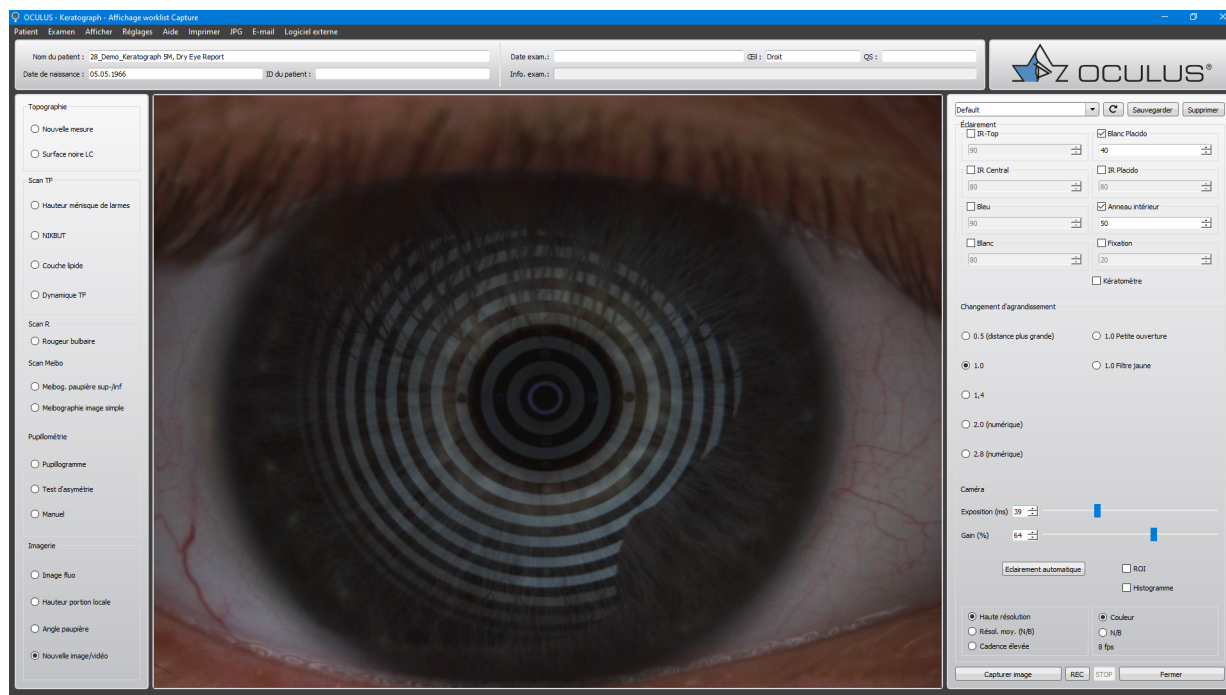 OCULUS - Keratograph - Affichage worklist Capture
Patient Examen Afficher Réglages Aide Imprimer JPG E-mail Logiciel externe
Nom du patient : 28_Demo_Keratograph 5M, Dry Eye Report
Date de naissance : 05.05.1966 ID du patient :
Date exam.: Œil : Droit QS :
Info. exam.:
OCULUS®
Topographie
Nouvelle mesure
Surface noire LC
Scan TF
Hauteur ménisque de larmes
NIKBUT
Couche lipide
Dynamique TF
Scan R
Rougeur bulbaire
Scan Meibo
Meibog. paupière sup-/inf
Meibographie image simple
Pupillométrie
Pupillogramme
Test d'asymétrie
Manuel
Imagerie
Image fluo
Hauteur portion locale
Angle paupière
Nouvelle image/vidéo
Default Sauvegarder Supprimer
Éclairement
IR-Top Blanc Placido
90 40
IR Central IR Placido
80 80
Bleu Anneau intérieur
90 50
Blanc Fixation
80 20
Kératomètre
Changement d'agrandissement
0.5 (distance plus grande) 1.0 Petite ouverture
1.0 1.0 Filtre jaune
1,4
2.0 (numérique)
2.8 (numérique)
Caméra
Exposition (ms) 39
Gain (%) 64
Eclairement automatique ROI
Histogramme
Haute résolution Couleur
Résol. moy. (N/B) N/B
Cadence élevée 8 fps
Capturer image REC STOP Fermer